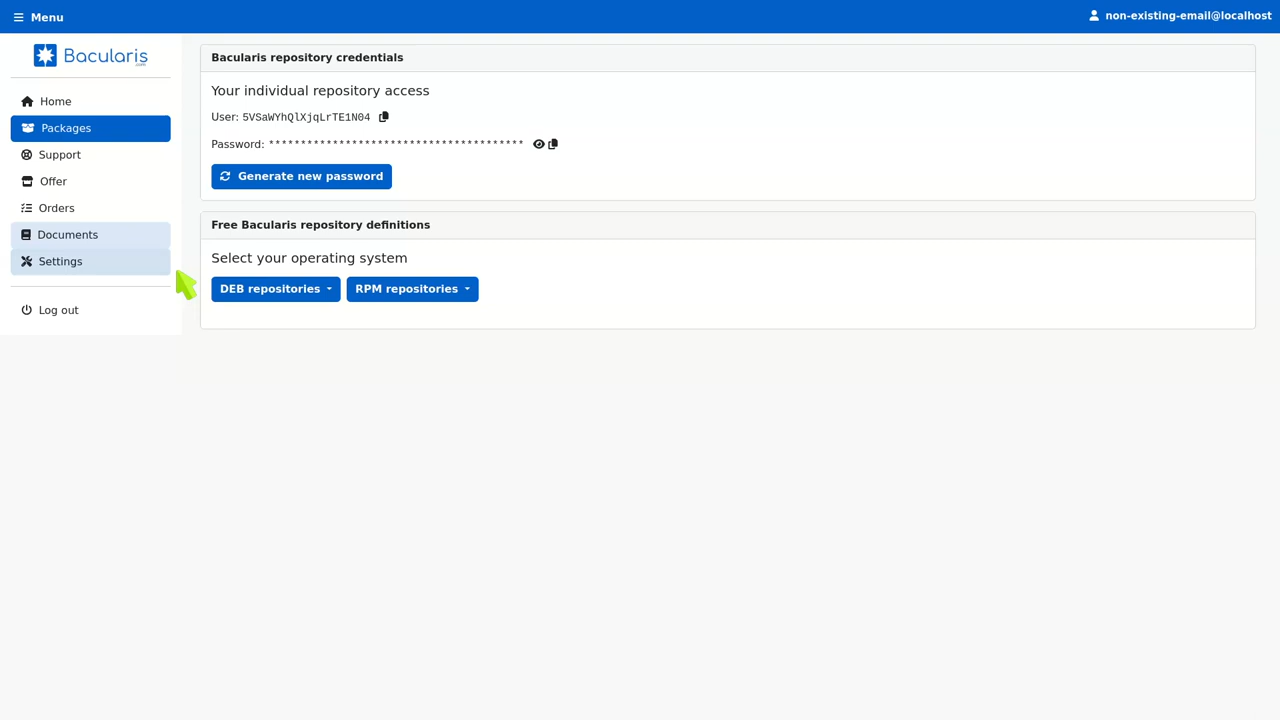 Menu
non-existing-email@localhost
Bacularis
.com
Home
Packages
Support
Offer
Orders
Documents
Settings
Log out
Bacularis repository credentials
Your individual repository access
User: 5VSaWYhQlXjqLrTE1N04
Password: ****************************************
Generate new password
Free Bacularis repository definitions
Select your operating system
DEB repositories
RPM repositories